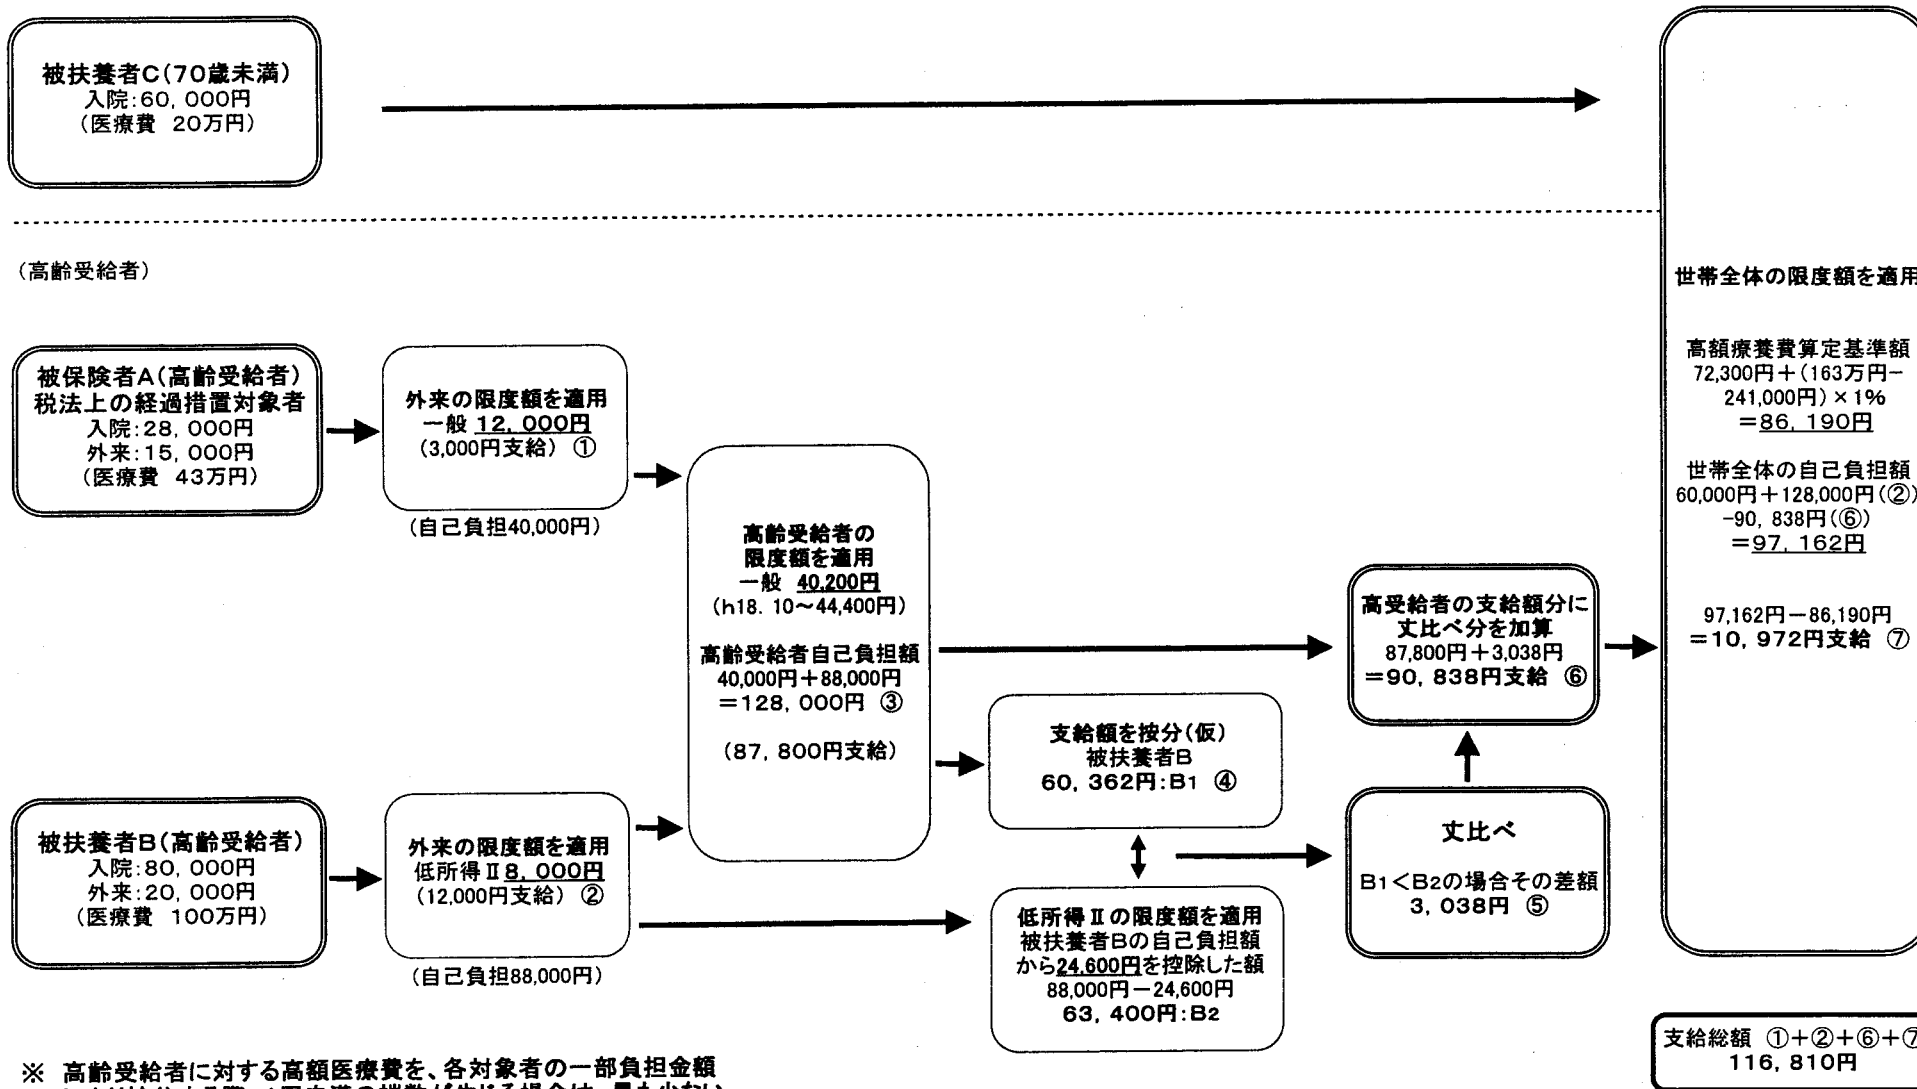 被扶養者C(70歳未満)
入院:60,000円
(医療費 20万円)
(高齢受給者)
被保険者A(高齢受給者)
税法上の経過措置対象者
入院:28,000円
外来:15,000円
(医療費 43万円)
外来の限度額を適用
一般 12,000円
(3,000円支給) ①
(自己負担40,000円)
被扶養者B(高齢受給者)
入院:80,000円
外来:20,000円
(医療費 100万円)
外来の限度額を適用
低所得Ⅱ8,000円
(12,000円支給) ②
(自己負担88,000円)
高齢受給者の
限度額を適用
一般 40,200円
(h18.10~44,400円)
高齢受給者自己負担額
40,000円+88,000円
=128,000円 ③
(87,800円支給)
支給額を按分(仮)
被扶養者B
60,362円:B1 ④
低所得Ⅱの限度額を適用
被扶養者Bの自己負担額
から24,600円を控除した額
88,000円-24,600円
63,400円:B2
高受給者の支給額分に
丈比べ分を加算
87,800円+3,038円
=90,838円支給 ⑥
丈比べ
B1<B2の場合その差額
3,038円 ⑤
世帯全体の限度額を適用
高額療養費算定基準額
72,300円+(163万円-
241,000円)×1%
=86,190円
世帯全体の自己負担額
60,000円+128,000円(②)
-90,838円(⑥)
=97,162円
97,162円-86,190円
=10,972円支給 ⑦
支給総額 ①+②+⑥+⑦
116,810円
※ 高齢受給者に対する高額医療費を、各対象者の一部負担金額